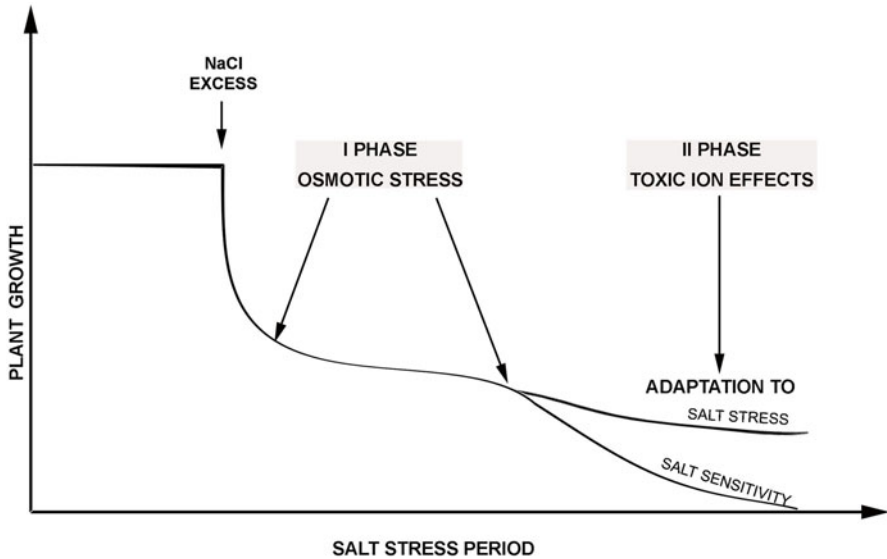 NaCl
EXCESS
I PHASE
OSMOTIC STRESS
II PHASE
TOXIC ION EFFECTS
PLANT GROWTH
ADAPTATION TO
SALT STRESS
SALT SENSITIVITY
SALT STRESS PERIOD